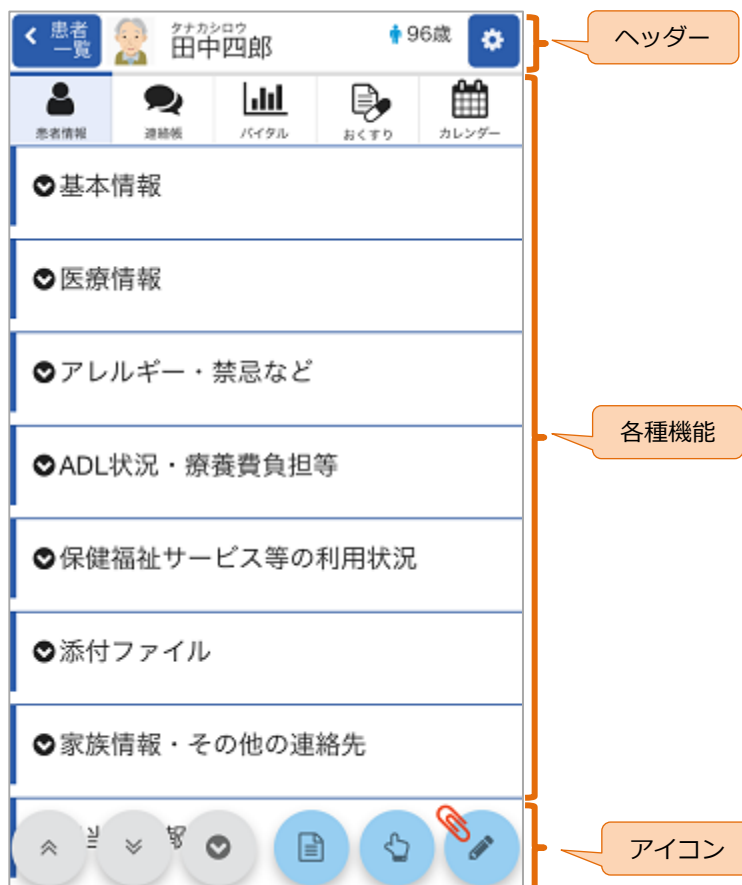 患者
一覧
タナカシロウ
田中四郎
96歳
ヘッダー
患者情報
連絡帳
バイタル
おくすり
カレンダー
基本情報
医療情報
アレルギー・禁忌など
ADL状況・療養費負担等
各種機能
保健福祉サービス等の利用状況
添付ファイル
家族情報・その他の連絡先
アイコン